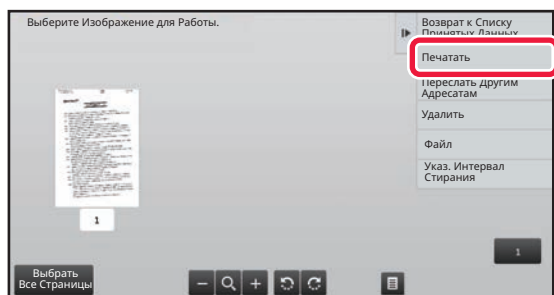 Выберите Изображение для Работы.
Возврат к Списку
Принятых Данных
Печатать
Переслать Другим
Адресатам
Удалить
Файл
Указ. Интервал
Стирания
1
1
Выбрать
Все Страницы